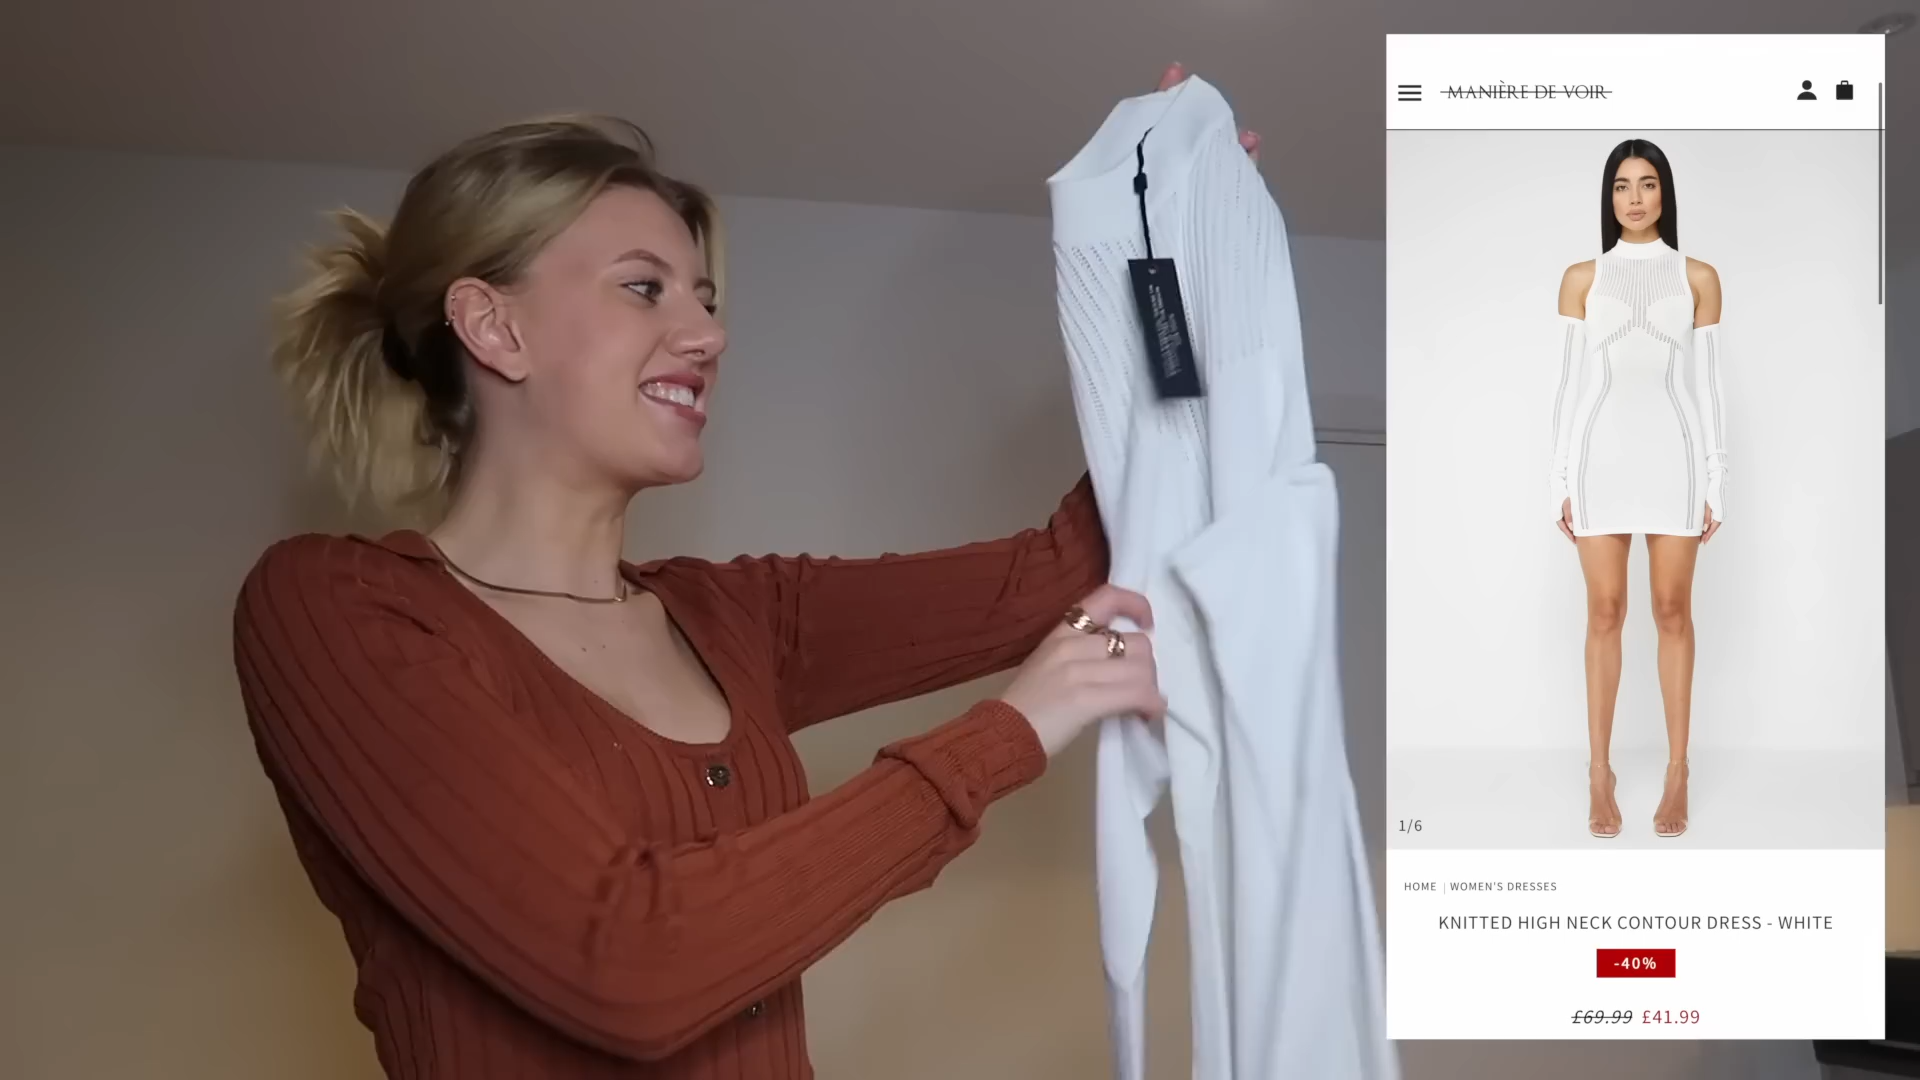 MANIÈRE DE VOIR
1/6
HOME | WOMEN'S DRESSES
KNITTED HIGH NECK CONTOUR DRESS - WHITE
-40%
£69.99 £41.99